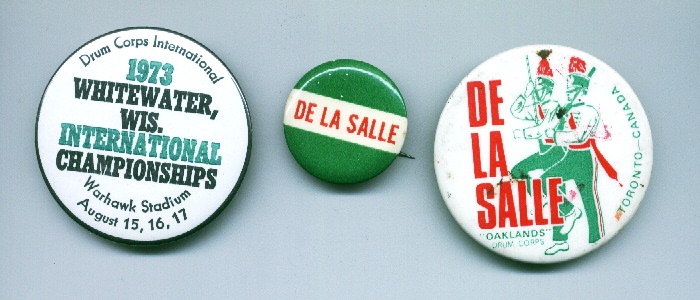 Drum Corps International
1973
WHITEWATER,
WIS.
INTERNATIONAL
CHAMPIONSHIPS
Warhawk Stadium
August 15, 16, 17
DE LA SALLE
DE
LA
SALLE
"OAKLANDS"
DRUM CORPS
TORONTO—CANADA